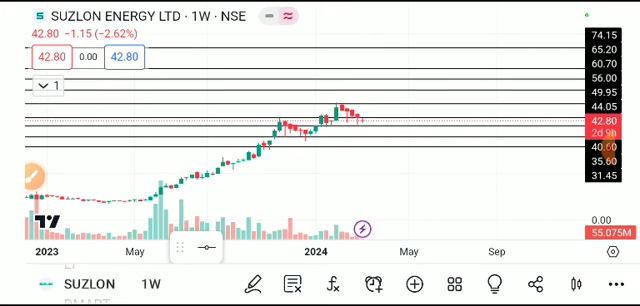 SUZLON ENERGY LTD · 1W · NSE
42.80 −1.15 (−2.62%)
42.80 0.00 42.80
1
74.15
65.20
60.70
56.00
49.95
44.05
42.80
40.60
35.60
31.45
0.00
55.075M
2023 May 2024 May Sep
SUZLON 1W